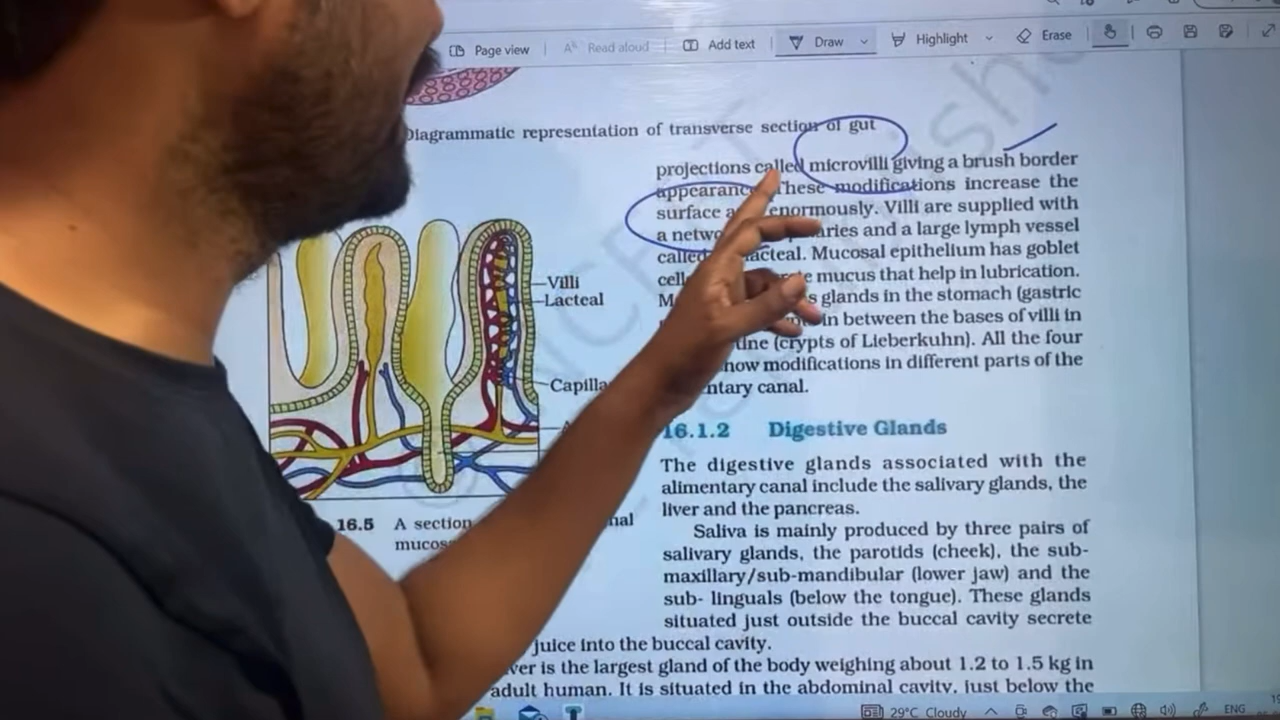 Page view
Read aloud
Add text
Draw
Highlight
Erase
Diagrammatic representation of transverse section of gut
projections called microvilli giving a brush border
appearance These modifications increase the
surface enormously. Villi are supplied with
a aries and a large lymph vessel
called lacteal. Mucosal epithelium has goblet
mucus that help in lubrication.
glands in the stomach (gastric
in between the bases of villi in
(crypts of Lieberkuhn). All the four
modifications in different parts of the
ntary canal.
Villi
Lacteal
Capilla
16.5 A section nal
mucos
16.1.2 Digestive Glands
The digestive glands associated with the
alimentary canal include the salivary glands, the
liver and the pancreas.
Saliva is mainly produced by three pairs of
salivary glands, the parotids (cheek), the sub-
maxillary/sub-mandibular (lower jaw) and the
sub- linguals (below the tongue). These glands
situated just outside the buccal cavity secrete
juice into the buccal cavity.
ver is the largest gland of the body weighing about 1.2 to 1.5 kg in
adult human. It is situated in the abdominal cavity, just below the
29°C Cloudy
ENG